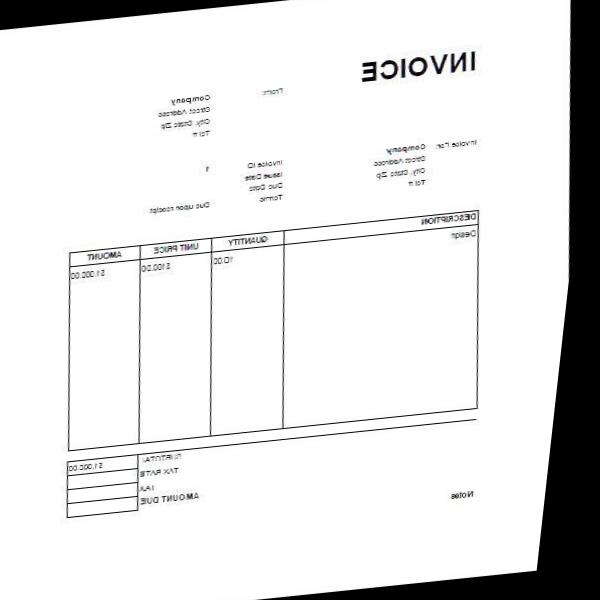 INVOICE
From:
Company
Street Address
City, State Zip
Tel #
Invoice For:
Company
Street Address
City, State Zip
Tel #
Invoice ID 1
Issue Date
Due Date
Terms Due upon receipt
DESCRIPTION QUANTITY UNIT PRICE AMOUNT
Design 10.00 $100.00 $1,000.00
SUBTOTAL $1,000.00
TAX RATE
TAX
AMOUNT DUE
Notes